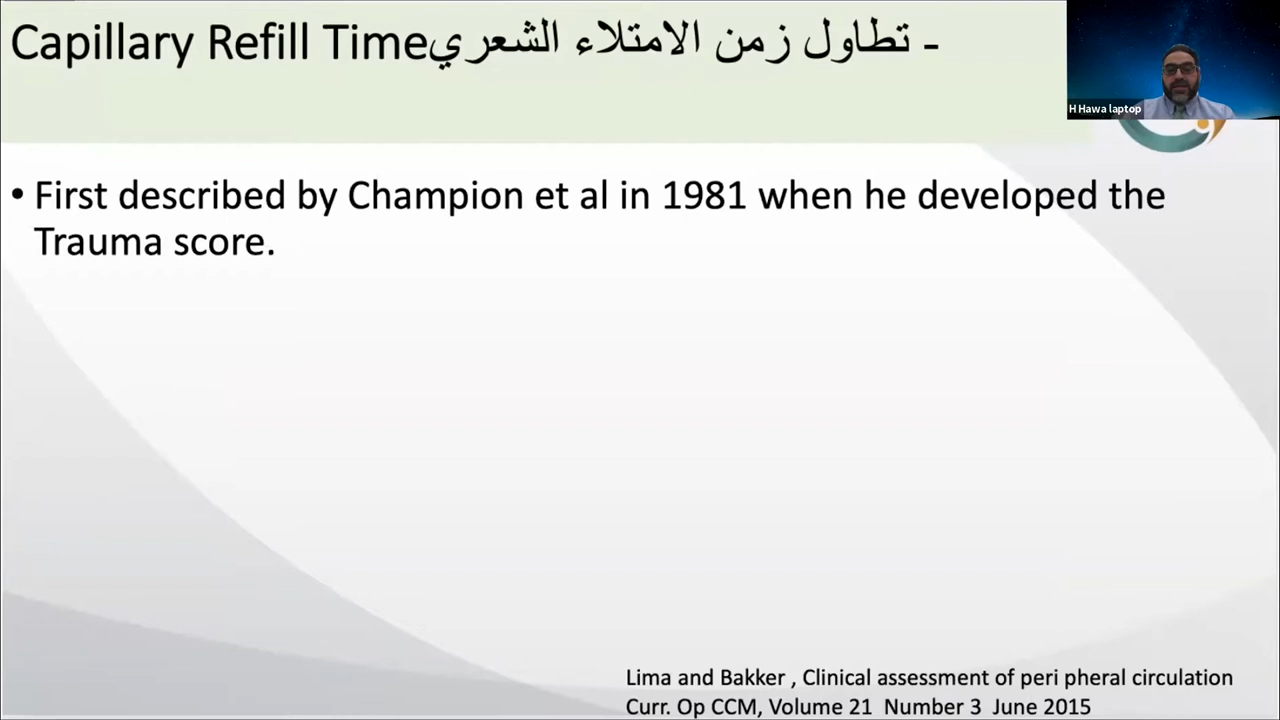 Capillary Refill Timeتطاول زمن الامتلاء الشعري -
H Hawa laptop
• First described by Champion et al in 1981 when he developed the
Trauma score.
Lima and Bakker , Clinical assessment of peri pheral circulation
Curr. Op CCM, Volume 21 Number 3 June 2015